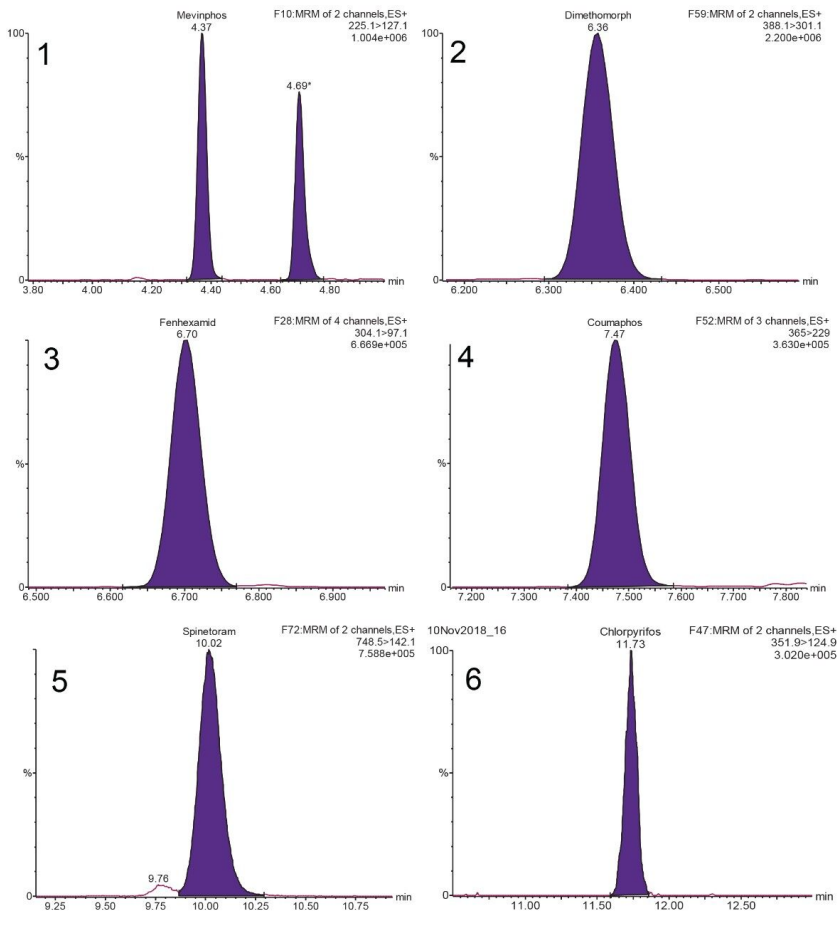 Mevinphos
4.37
F10:MRM of 2 channels,ES+
225.1>127.1
1.004e+006
100
1
4.69*
%
0
3.80 4.00 4.20 4.40 4.60 4.80 min
Dimethomorph
6.36
F59:MRM of 2 channels,ES+
388.1>301.1
2.200e+006
100
2
%
0
6.200 6.300 6.400 6.500 min
Fenhexamid
6.70
F28:MRM of 4 channels,ES+
304.1>97.1
6.669e+005
3
%
0
6.500 6.600 6.700 6.800 6.900 min
Coumaphos
7.47
F52:MRM of 3 channels,ES+
365>229
3.630e+005
4
%
0
7.200 7.300 7.400 7.500 7.600 7.700 7.800 min
Spinetoram
10.02
F72:MRM of 2 channels,ES+
748.5>142.1
7.588e+005
5
%
9.76
0
9.25 9.50 9.75 10.00 10.25 10.50 10.75 min
10Nov2018_16
Chlorpyrifos
11.73
F47:MRM of 2 channels,ES+
351.9>124.9
3.020e+005
100
6
%
0
11.00 11.50 12.00 12.50 min